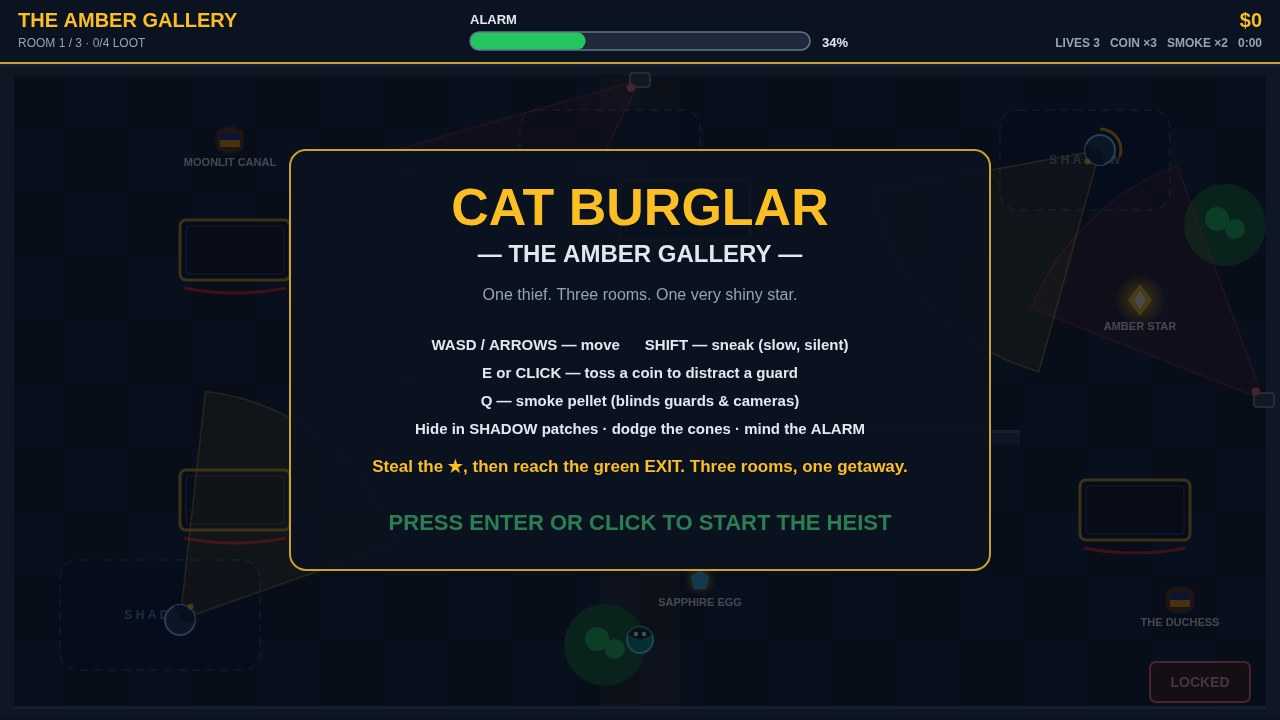 THE AMBER GALLERY
ROOM 1 / 3 · 0/4 LOOT
ALARM
34%
$0
LIVES 3 COIN ×3 SMOKE ×2 0:00
MOONLIT CANAL
SHADOW
AMBER STAR
CAT BURGLAR
— THE AMBER GALLERY —
One thief. Three rooms. One very shiny star.
WASD / ARROWS — move SHIFT — sneak (slow, silent)
E or CLICK — toss a coin to distract a guard
Q — smoke pellet (blinds guards & cameras)
Hide in SHADOW patches · dodge the cones · mind the ALARM
Steal the ★, then reach the green EXIT. Three rooms, one getaway.
PRESS ENTER OR CLICK TO START THE HEIST
SHAD
SAPPHIRE EGG
THE DUCHESS
LOCKED